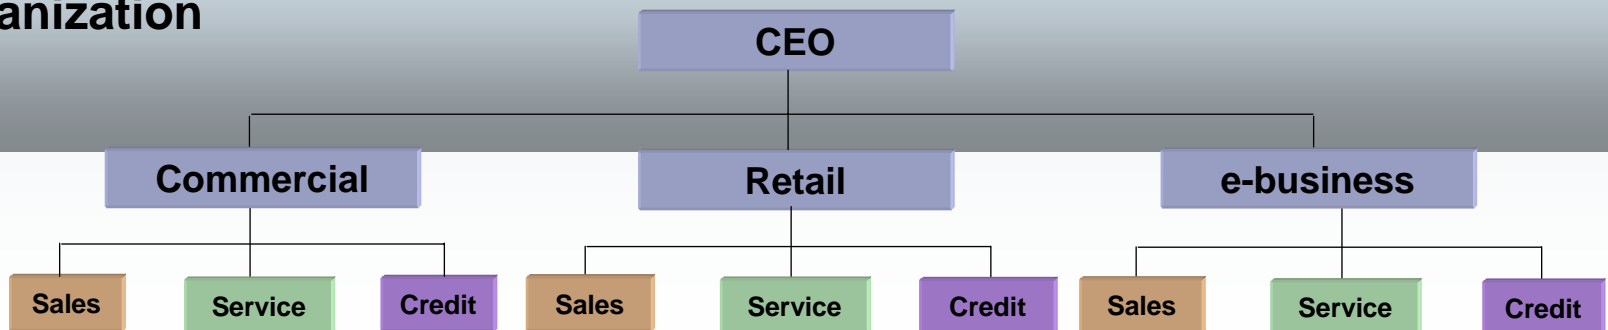 anization
CEO
Commercial
Retail
e-business
Sales
Service
Credit
Sales
Service
Credit
Sales
Service
Credit